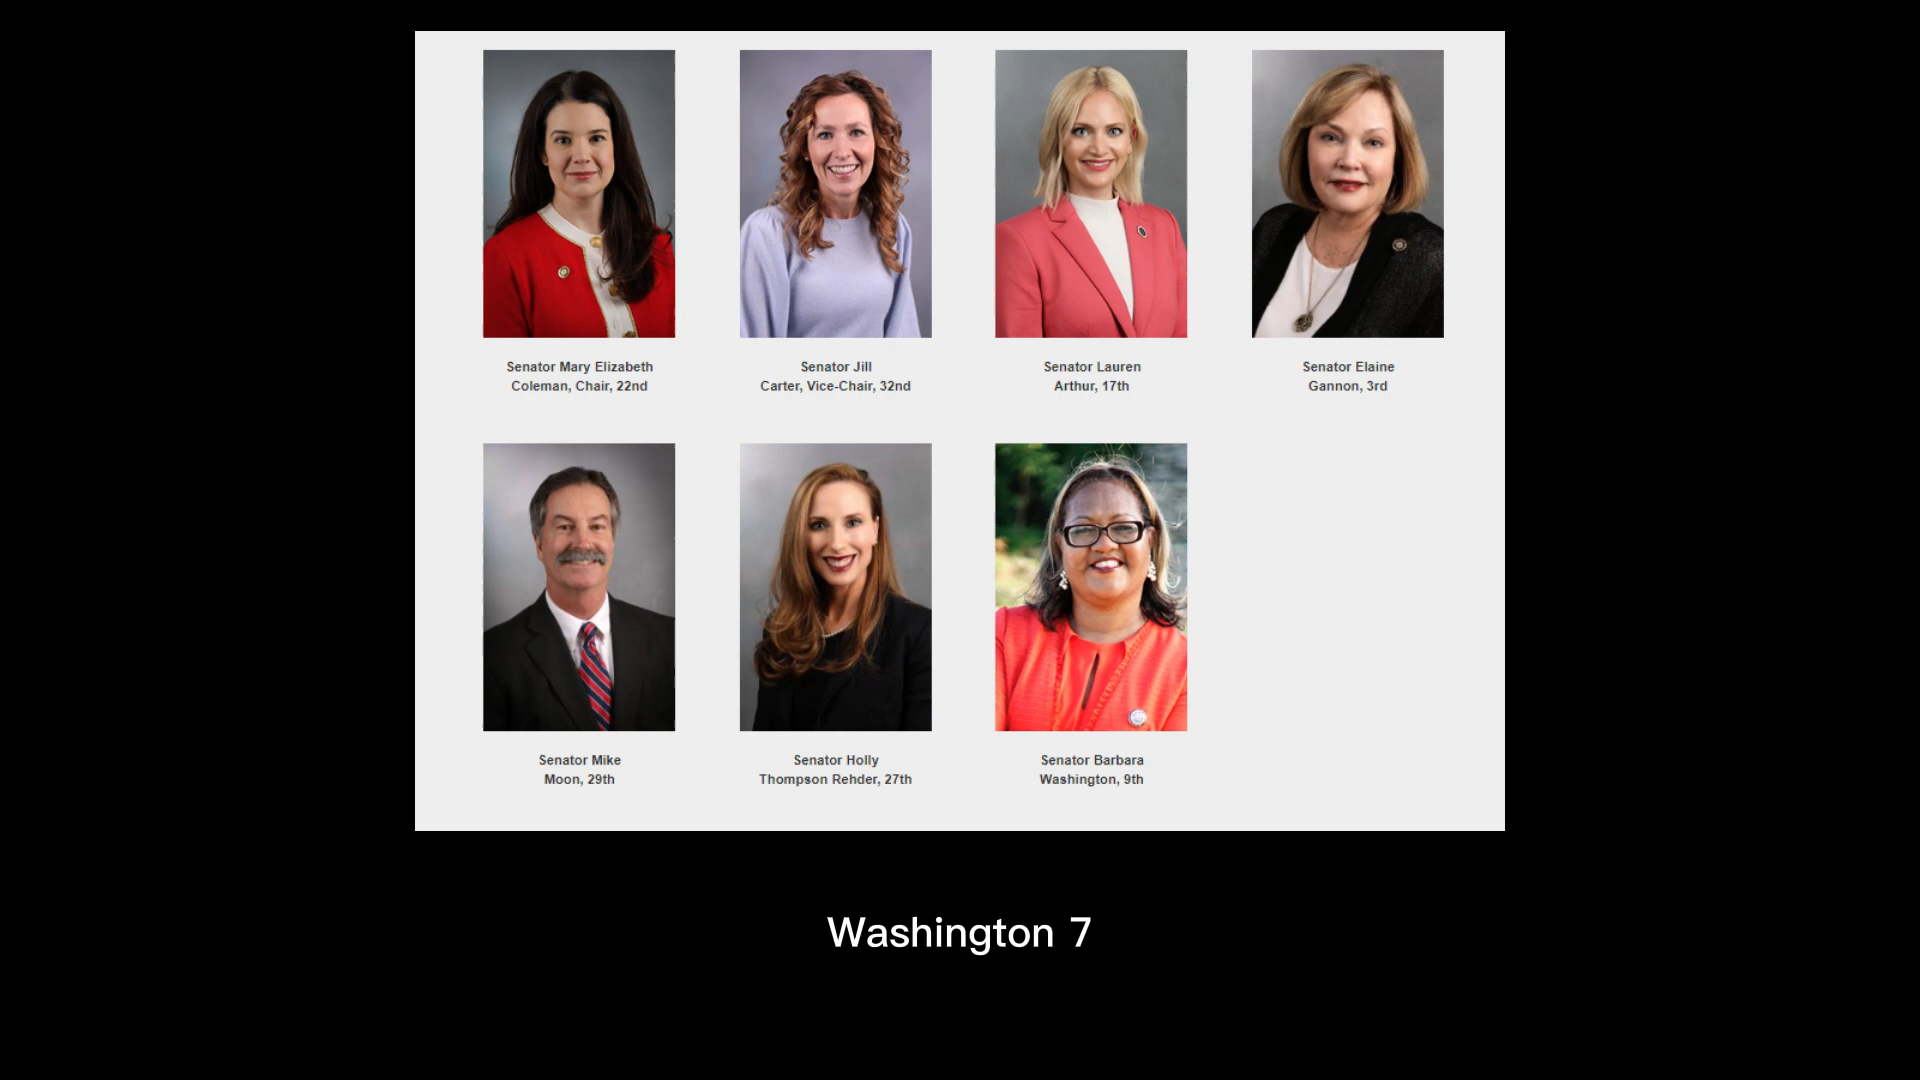 Senator Mary Elizabeth
Coleman, Chair, 22nd
Senator Jill
Carter, Vice-Chair, 32nd
Senator Lauren
Arthur, 17th
Senator Elaine
Gannon, 3rd
Senator Mike
Moon, 29th
Senator Holly
Thompson Rehder, 27th
Senator Barbara
Washington, 9th
Washington 7